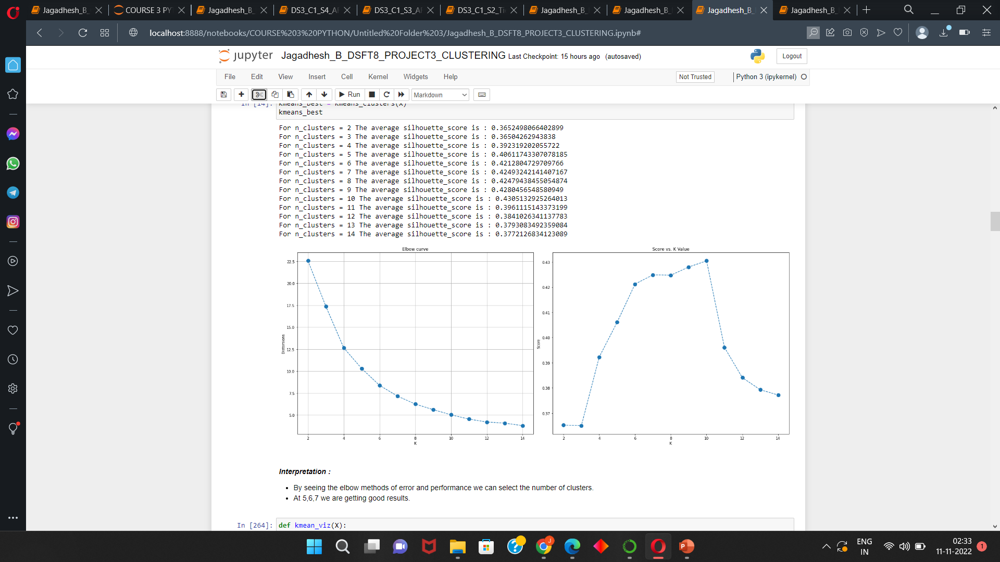 Jagadhesh_B_
COURSE 3 PY
Jagadhesh_B_
DS3_C1_S4_A
DS3_C1_S3_A
DS3_C1_S2_Ti
Jagadhesh_B_
Jagadhesh_B_
Jagadhesh_B_
Jagadhesh_B_
localhost:8888/notebooks/COURSE%203%20PYTHON/Untitled%20Folder%203/Jagadhesh_B_DSFT8_PROJECT3_CLUSTERING.ipynb#
jupyter Jagadhesh_B_DSFT8_PROJECT3_CLUSTERING Last Checkpoint: 15 hours ago (autosaved)
Logout
File Edit View Insert Cell Kernel Widgets Help
Not Trusted
Python 3 (ipykernel)
Run
Markdown
In [14]: kmeans_best = Kmeans_clusters(X)
kmeans_best
For n_clusters = 2 The average silhouette_score is : 0.3652498066402899
For n_clusters = 3 The average silhouette_score is : 0.36504262943838
For n_clusters = 4 The average silhouette_score is : 0.392319202055722
For n_clusters = 5 The average silhouette_score is : 0.40611743307078185
For n_clusters = 6 The average silhouette_score is : 0.4212804729709766
For n_clusters = 7 The average silhouette_score is : 0.42493242141407167
For n_clusters = 8 The average silhouette_score is : 0.42479438455054874
For n_clusters = 9 The average silhouette_score is : 0.4280456548580949
For n_clusters = 10 The average silhouette_score is : 0.4305132925264013
For n_clusters = 11 The average silhouette_score is : 0.3961115143373199
For n_clusters = 12 The average silhouette_score is : 0.3841026341137783
For n_clusters = 13 The average silhouette_score is : 0.3793083492359084
For n_clusters = 14 The average silhouette_score is : 0.3772126834123089
Elbow curve
22.5
20.0
17.5
15.0
12.5
10.0
7.5
5.0
Distorsions
2 4 6 8 10 12 14
K
Score vs. K Value
0.43
0.42
0.41
0.40
0.39
0.38
0.37
Score
2 4 6 8 10 12 14
K
Interpretation :
• By seeing the elbow methods of error and performance we can select the number of clusters.
• At 5,6,7 we are getting good results.
In [264]: def kmean_viz(X):
ENG
IN
02:33
11-11-2022
1